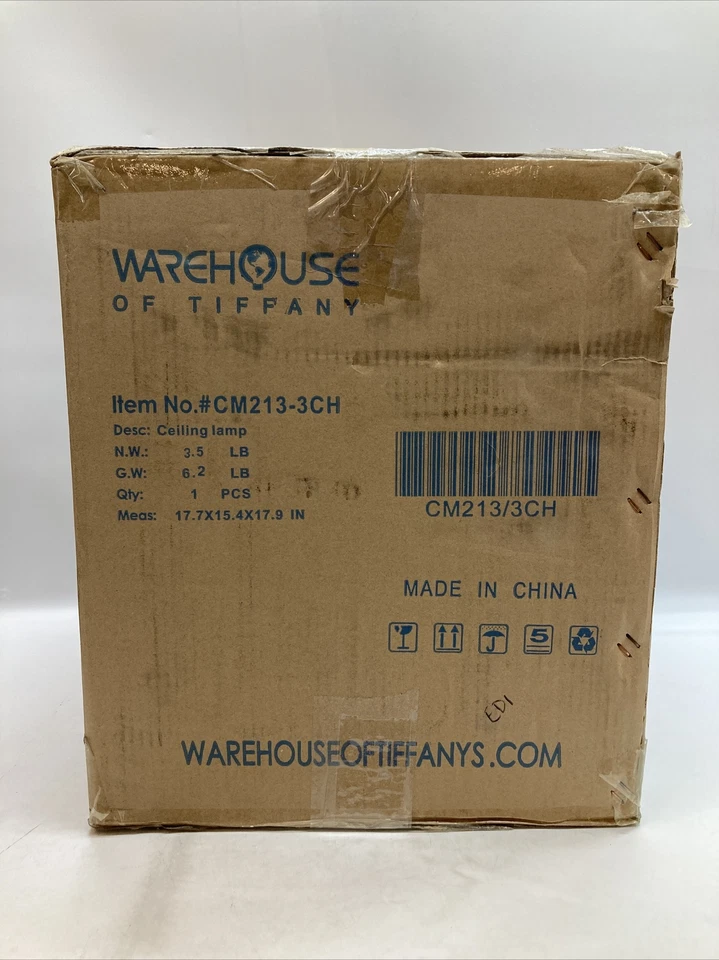 WAREHOUSE
OF TIFFANY
Item No.#CM213-3CH
Desc: Ceiling lamp
N.W.: 3.5 LB
G.W: 6.2 LB
Qty: 1 PCS
Meas: 17.7X15.4X17.9 IN
CM213/3CH
MADE IN CHINA
5
EDI
WAREHOUSEOFTIFFANYS.COM